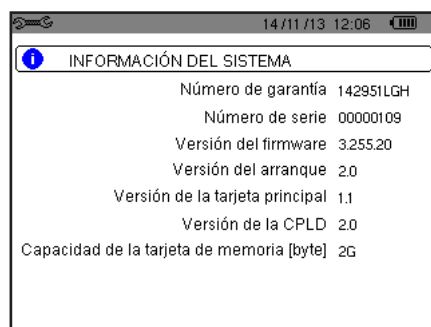 14/11/13 12:06
INFORMACIÓN DEL SISTEMA
Número de garantía 142951LGH
Número de serie 00000109
Versión del firmware 3.255.20
Versión del arranque 2.0
Versión de la tarjeta principal 1.1
Versión de la CPLD 2.0
Capacidad de la tarjeta de memoria [byte] 2G